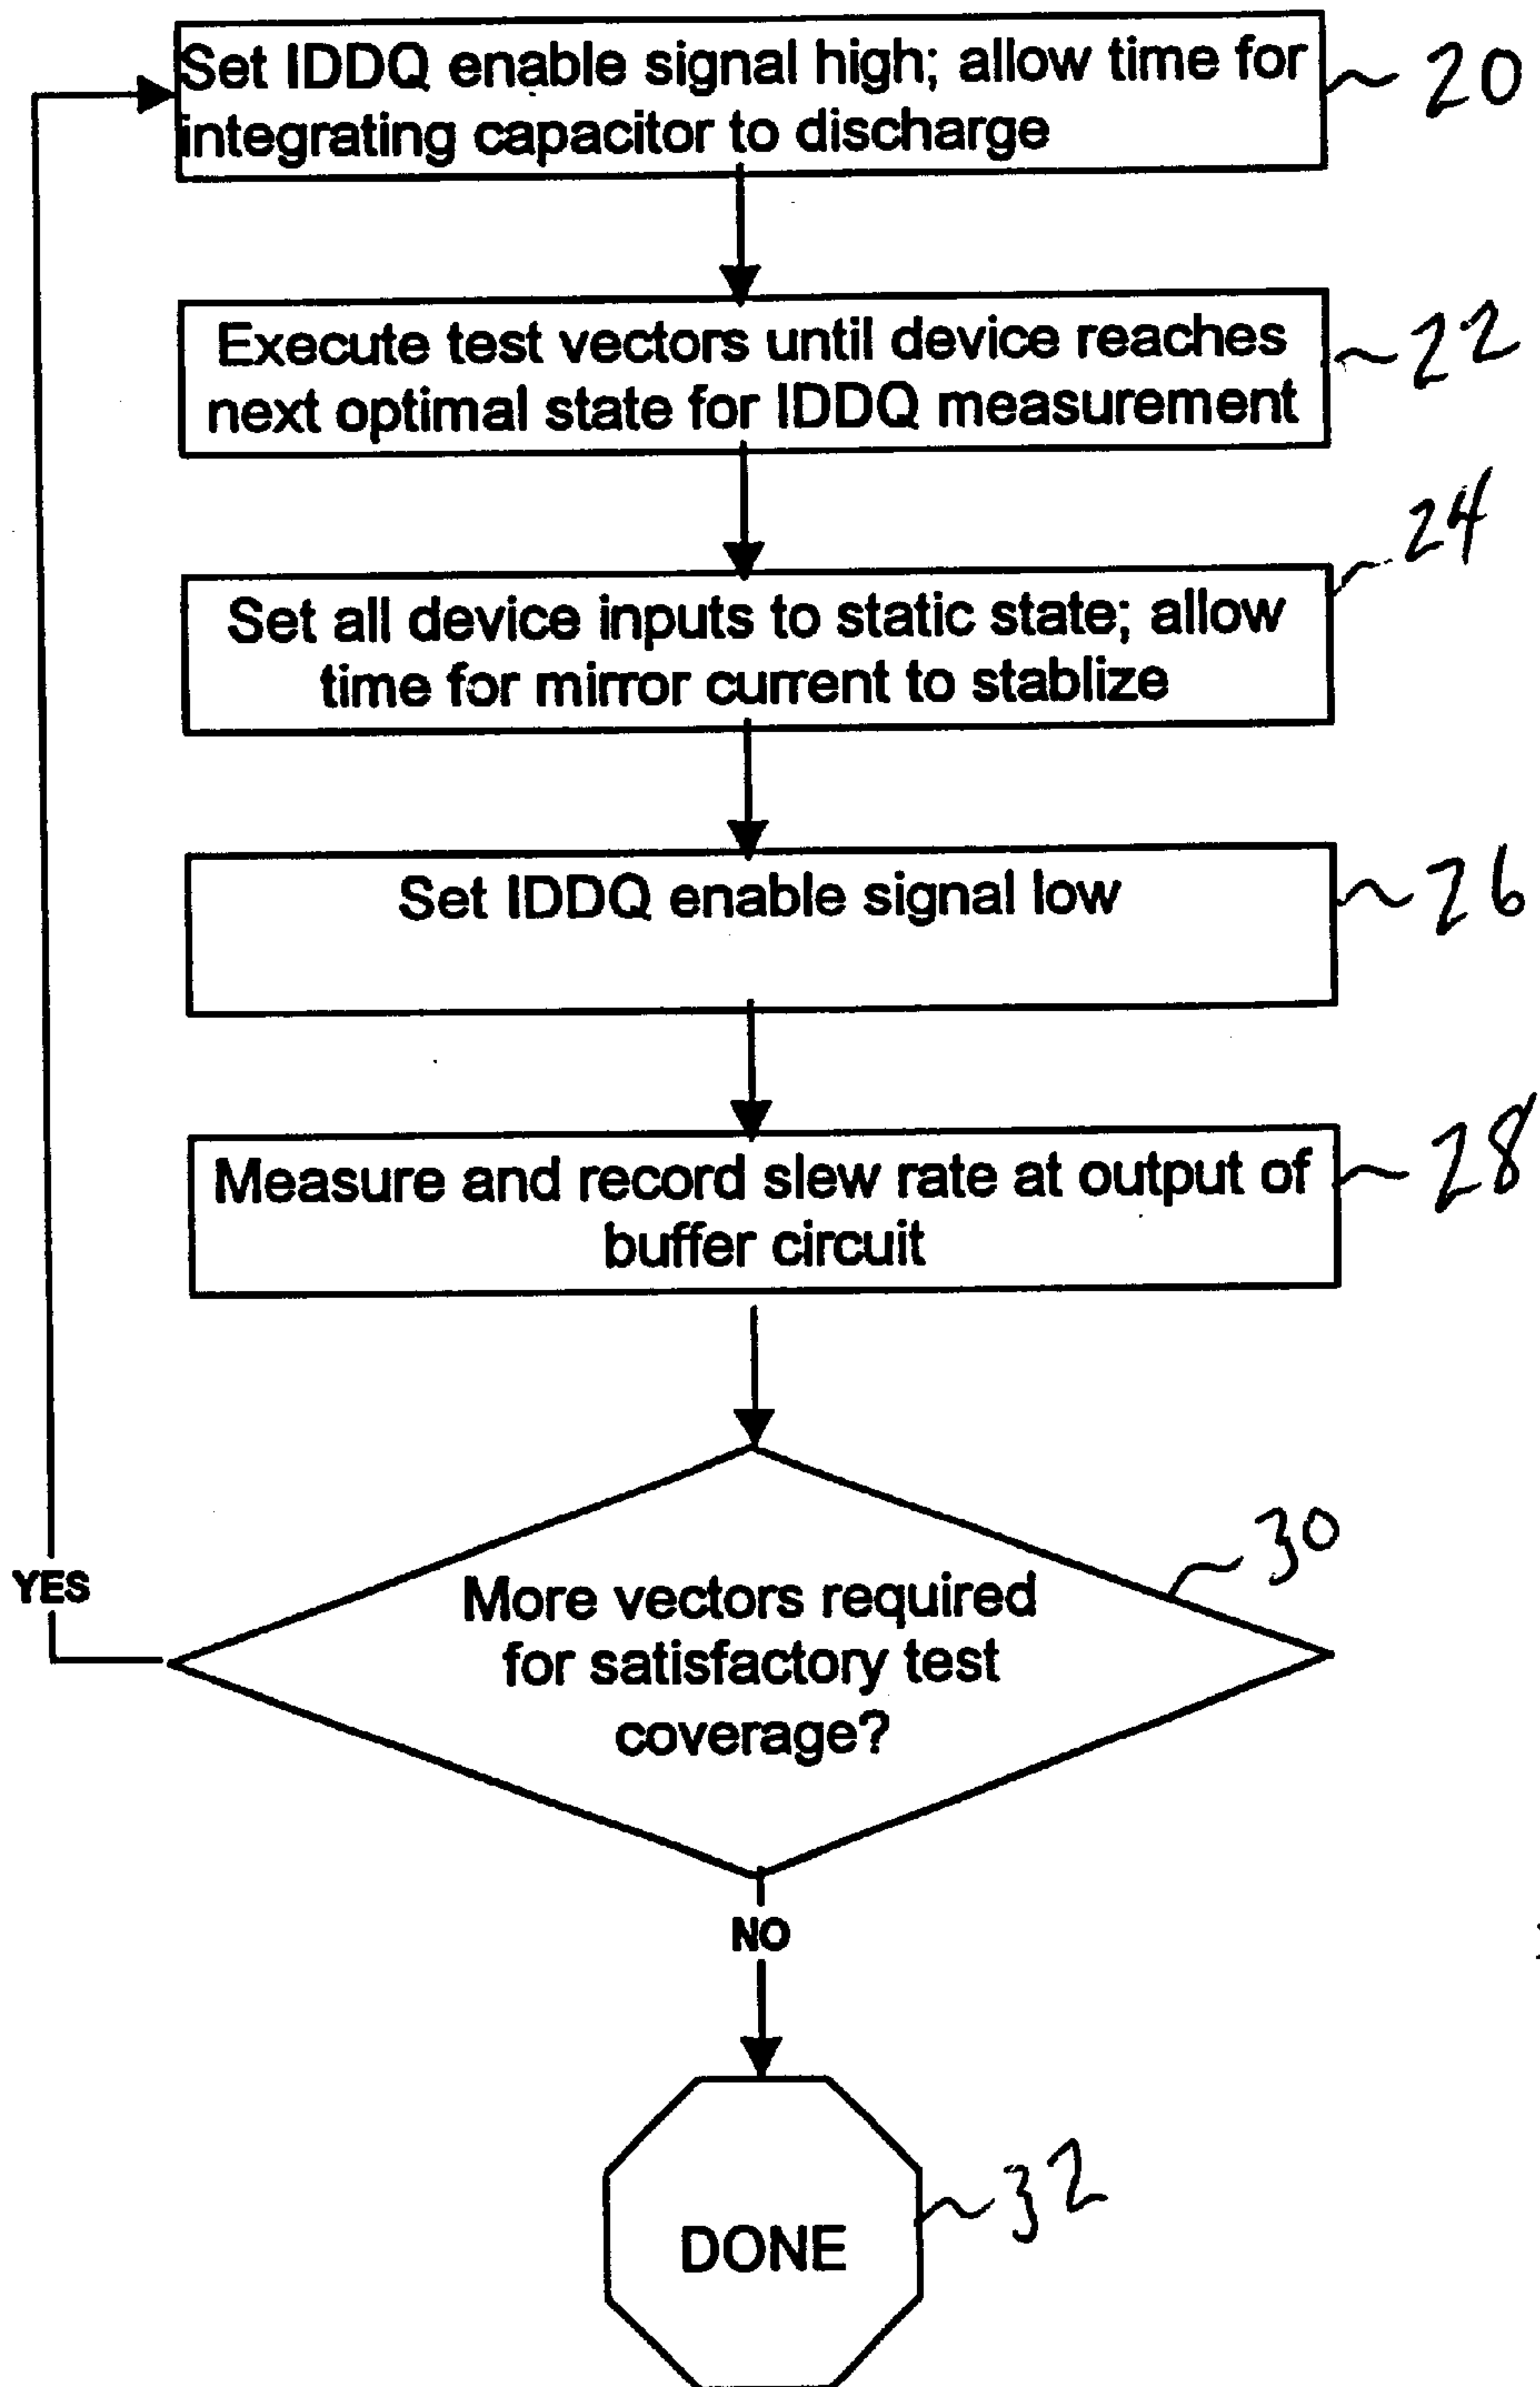 Set IDDQ enable signal high; allow time for
integrating capacitor to discharge
20
Execute test vectors until device reaches
next optimal state for IDDQ measurement
22
Set all device inputs to static state; allow
time for mirror current to stablize
24
Set IDDQ enable signal low
26
Measure and record slew rate at output of
buffer circuit
28
More vectors required
for satisfactory test
coverage?
30
YES
NO
DONE
32